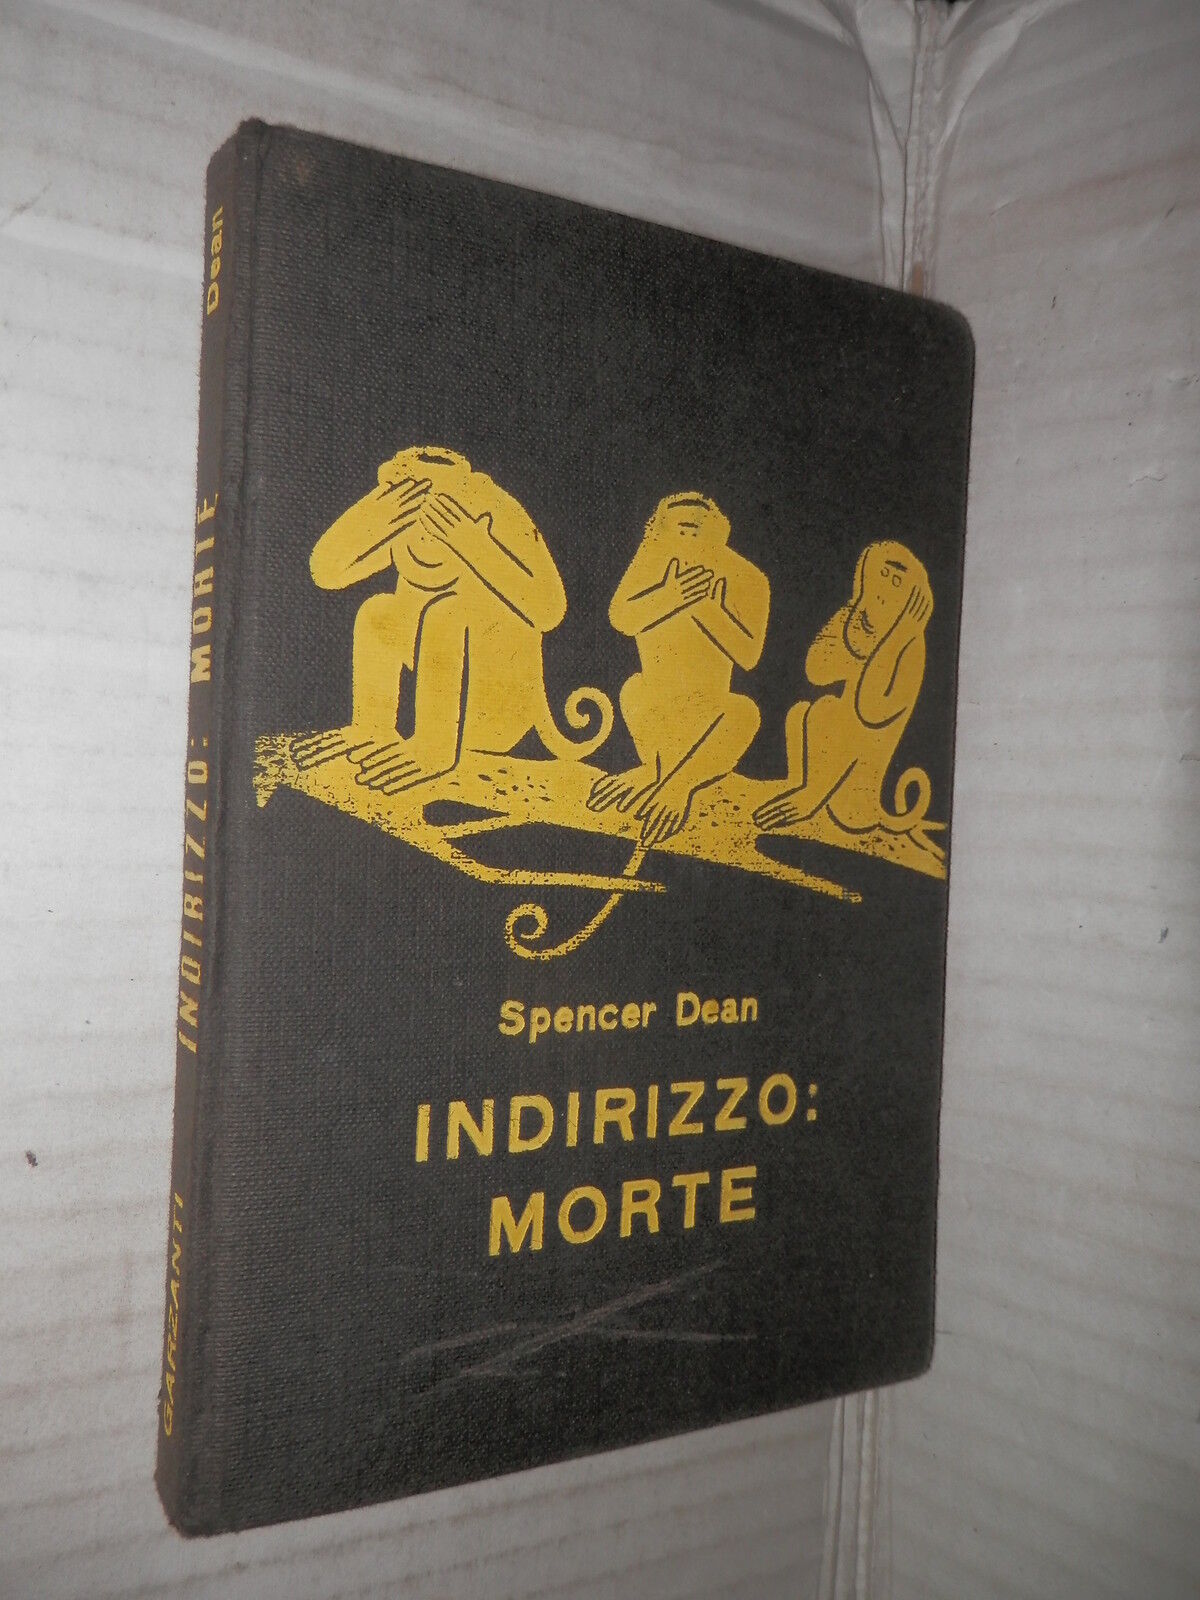 Dean
INDIRIZZO: MORTE
GARZANTI
Spencer Dean
INDIRIZZO:
MORTE